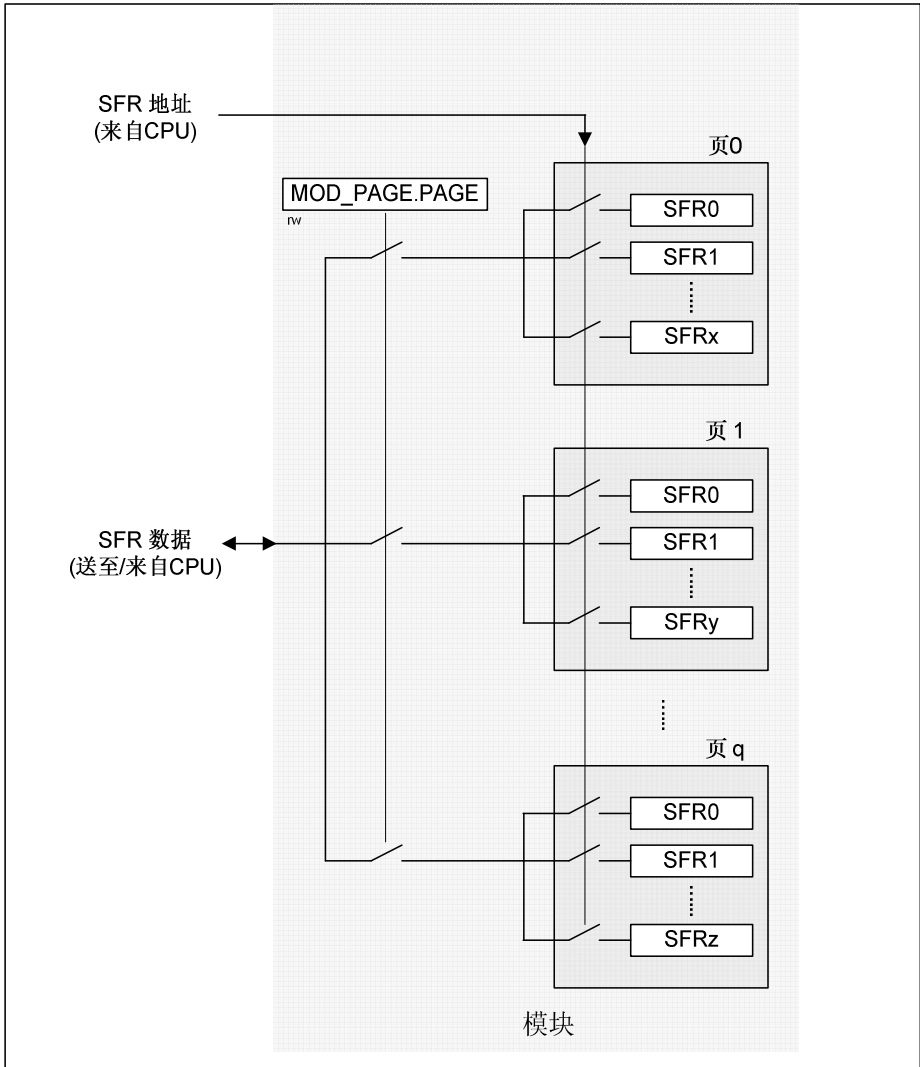 SFR 地址
(来自CPU)
页0
MOD_PAGE.PAGE
rw
SFR0
SFR1
SFRx
页 1
SFR0
SFR1
SFRy
SFR 数据
(送至/来自CPU)
页 q
SFR0
SFR1
SFRz
模块